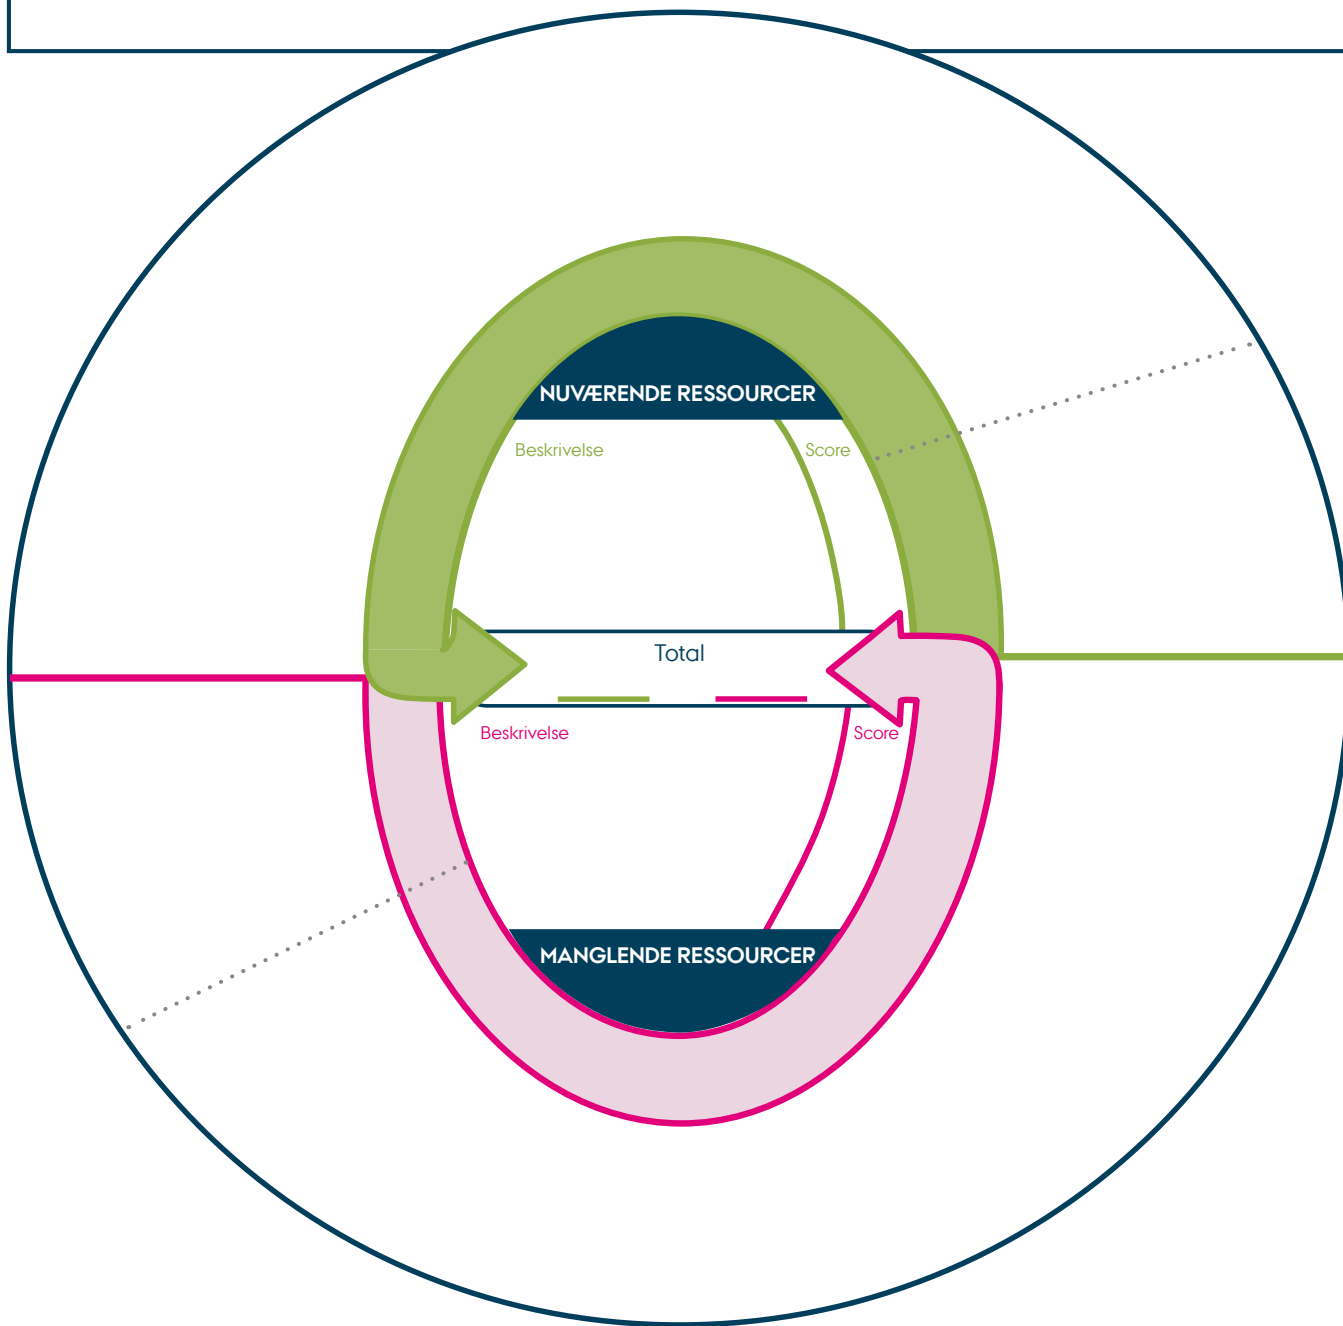 NUVÆRENDE RESSOURCER
Beskrivelse
Score
Total
Beskrivelse
Score
MANGLENDE RESSOURCER